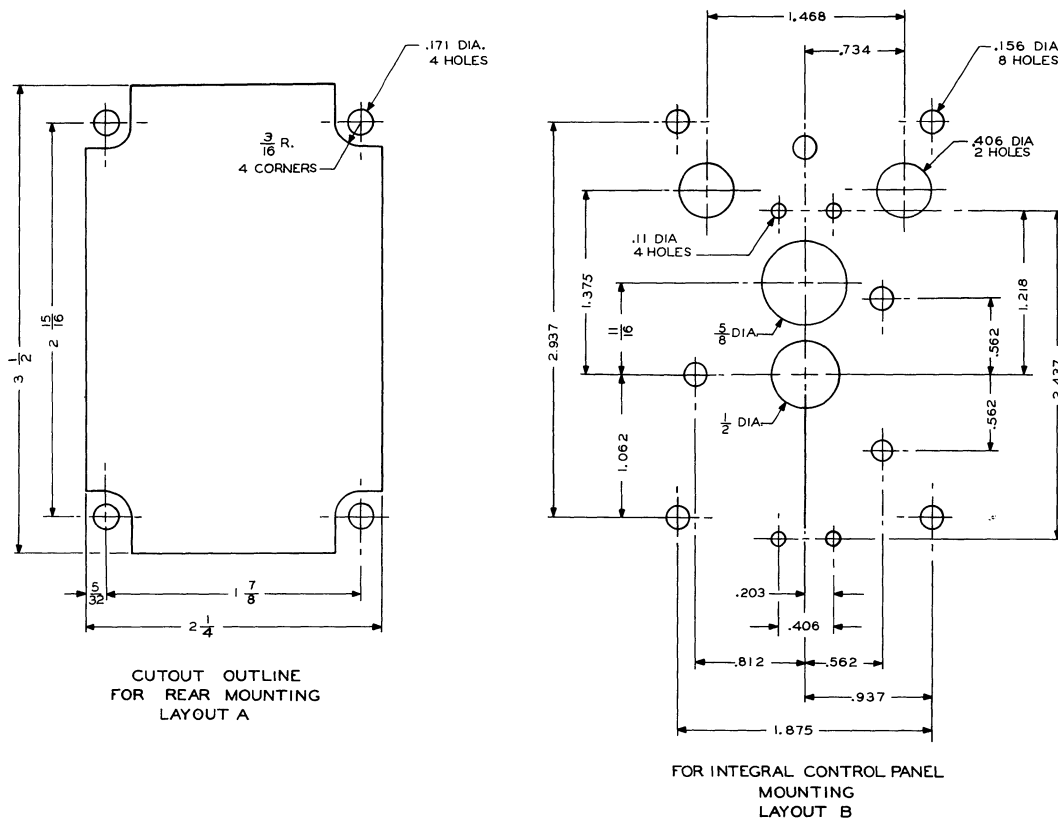 .171 DIA.
4 HOLES
3/16 R.
4 CORNERS
3 1/2
2 15/16
5/32
1 7/8
2 1/4
CUTOUT OUTLINE
FOR REAR MOUNTING
LAYOUT A
1.468
.734
.156 DIA
8 HOLES
.406 DIA
2 HOLES
.11 DIA
4 HOLES
1.375
11/16
2.937
5/8 DIA.
1.218
.562
2.437
1/2 DIA.
.562
1.062
.203
.406
.812
.562
.937
1.875
FOR INTEGRAL CONTROL PANEL
MOUNTING
LAYOUT B